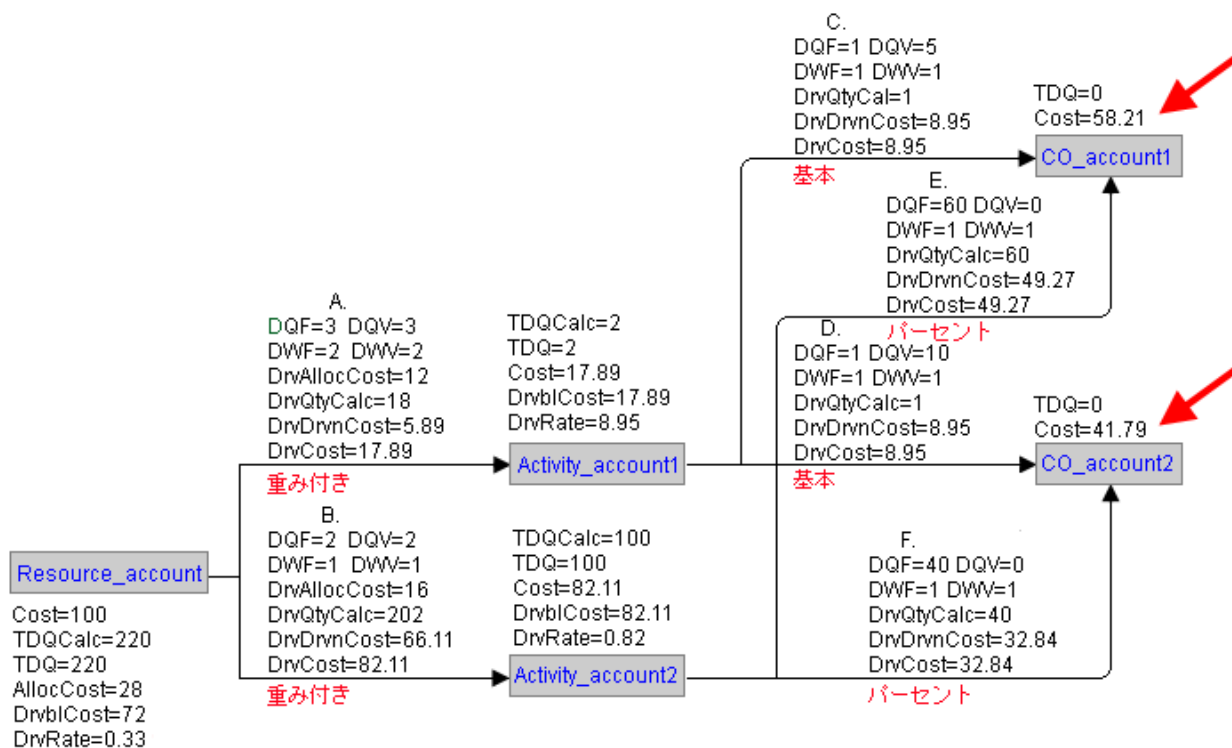 C.
DQF=1 DQV=5
DWF=1 DWV=1
DrvQtyCal=1
DrvDrvnCost=8.95
DrvCost=8.95
基本
TDQ=0
Cost=58.21
CO_account1
E.
DQF=60 DQV=0
DWF=1 DWV=1
DrvQtyCalc=60
DrvDrvnCost=49.27
DrvCost=49.27
パーセント
A.
DQF=3 DQV=3
DWF=2 DWV=2
DrvAllocCost=12
DrvQtyCalc=18
DrvDrvnCost=5.89
DrvCost=17.89
重み付き
TDQCalc=2
TDQ=2
Cost=17.89
DrvblCost=17.89
DrvRate=8.95
Activity_account1
D.
DQF=1 DQV=10
DWF=1 DWV=1
DrvQtyCalc=1
DrvDrvnCost=8.95
DrvCost=8.95
基本
TDQ=0
Cost=41.79
CO_account2
B.
DQF=2 DQV=2
DWF=1 DWV=1
DrvAllocCost=16
DrvQtyCalc=202
DrvDrvnCost=66.11
DrvCost=82.11
重み付き
TDQCalc=100
TDQ=100
Cost=82.11
DrvblCost=82.11
DrvRate=0.82
Activity_account2
F.
DQF=40 DQV=0
DWF=1 DWV=1
DrvQtyCalc=40
DrvDrvnCost=32.84
DrvCost=32.84
パーセント
Resource_account
Cost=100
TDQCalc=220
TDQ=220
AllocCost=28
DrvblCost=72
DrvRate=0.33